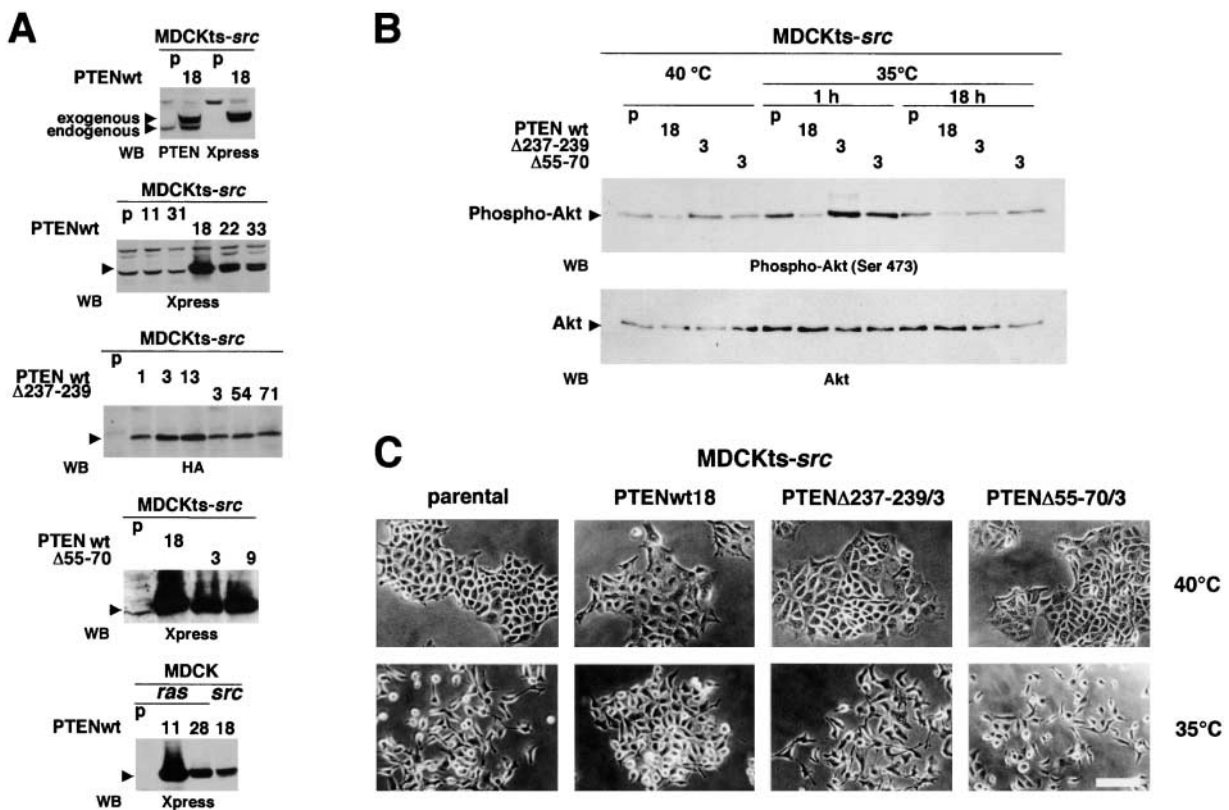 A
MDCKts-src
p p
PTENwt 18 18
exogenous
endogenous
WB PTEN Xpress
MDCKts-src
p 11 31
PTENwt 18 22 33
WB Xpress
MDCKts-src
p
PTEN wt 1 3 13
Δ237-239 3 54 71
WB HA
MDCKts-src
p
PTEN wt 18
Δ55-70 3 9
WB Xpress
MDCK
ras src
p
PTENwt 11 28 18
WB Xpress
B
MDCKts-src
40 °C 35°C
1 h 18 h
p p p
PTEN wt 18 18 18
Δ237-239 3 3 3
Δ55-70 3 3 3
Phospho-Akt
WB Phospho-Akt (Ser 473)
Akt
WB Akt
C
MDCKts-src
parental PTENwt18 PTENΔ237-239/3 PTENΔ55-70/3
40°C
35°C